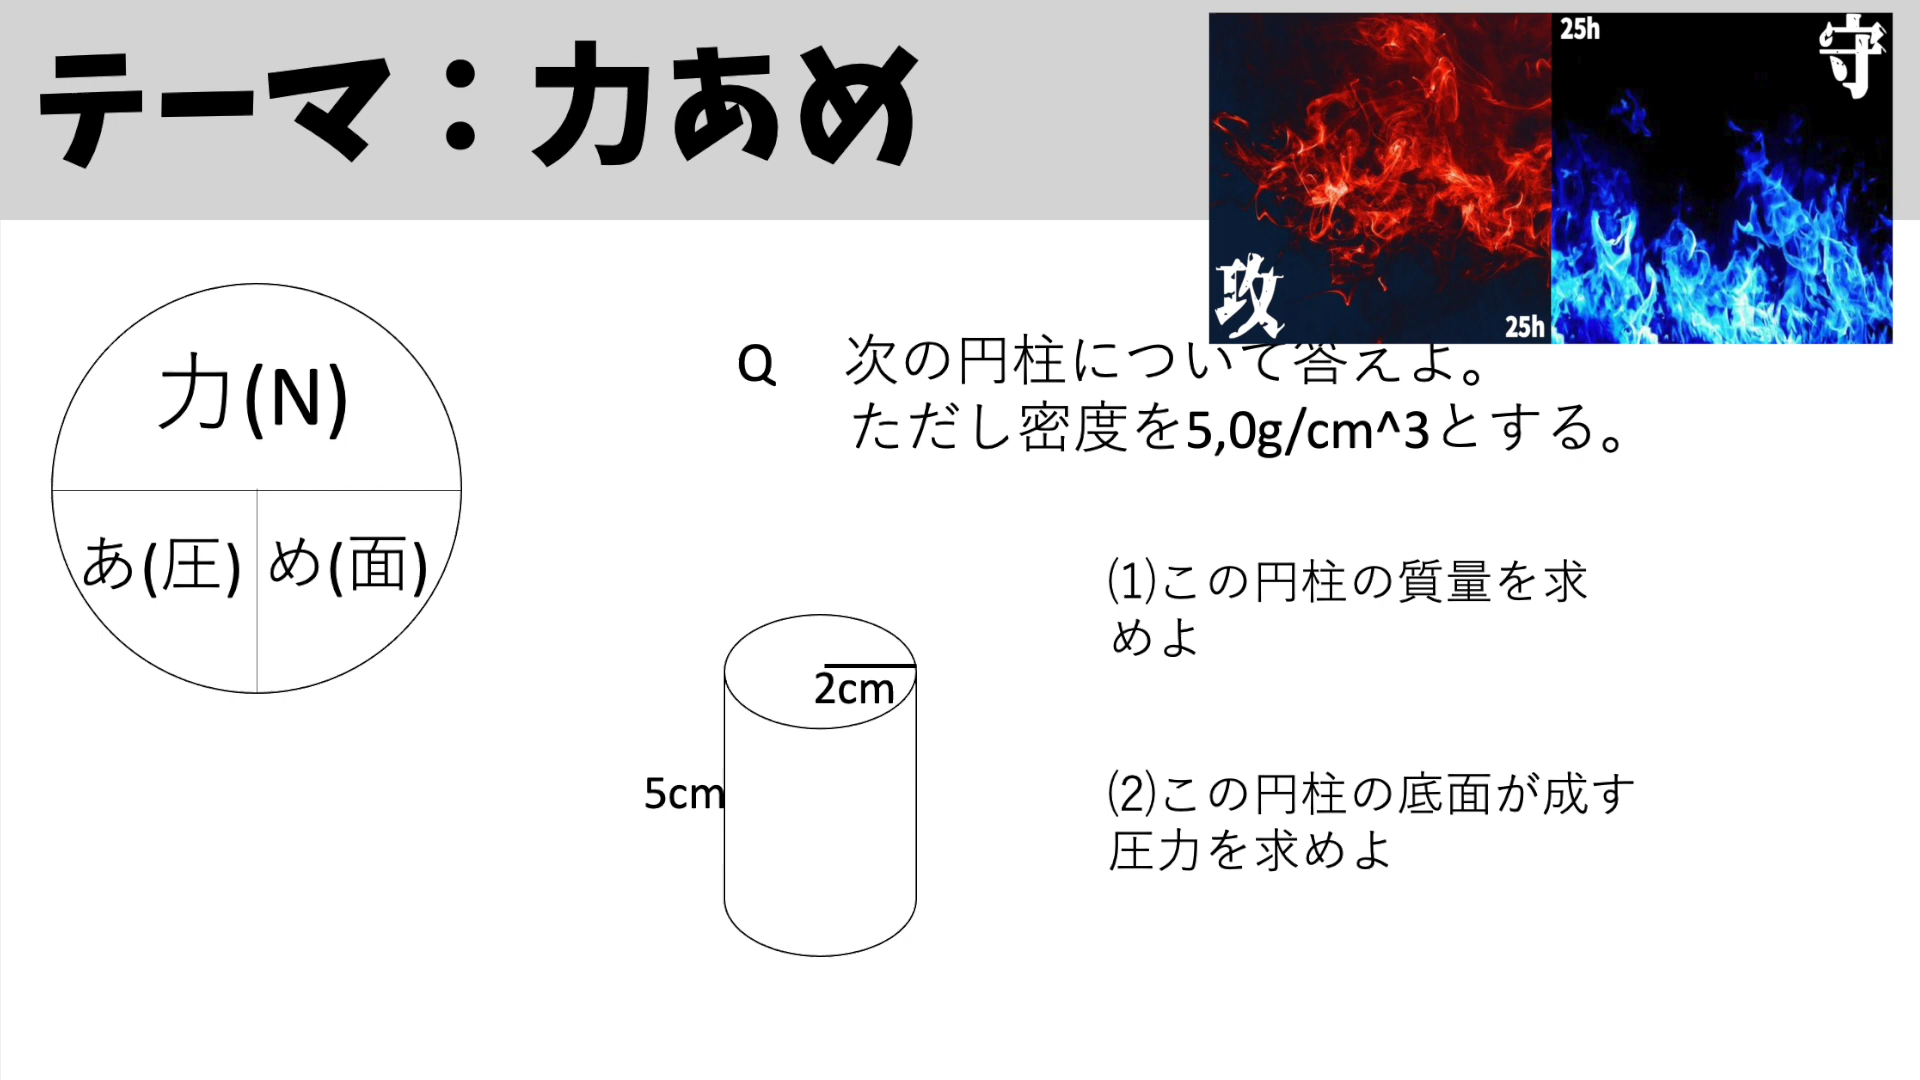 テーマ：力あめ
25h
守
攻
25h
力(N)
あ(圧)
め(面)
Q 次の円柱について答えよ。
ただし密度を5,0g/cm^3とする。
⑴この円柱の質量を求
めよ
2cm
5cm
⑵この円柱の底面が成す
圧力を求めよ